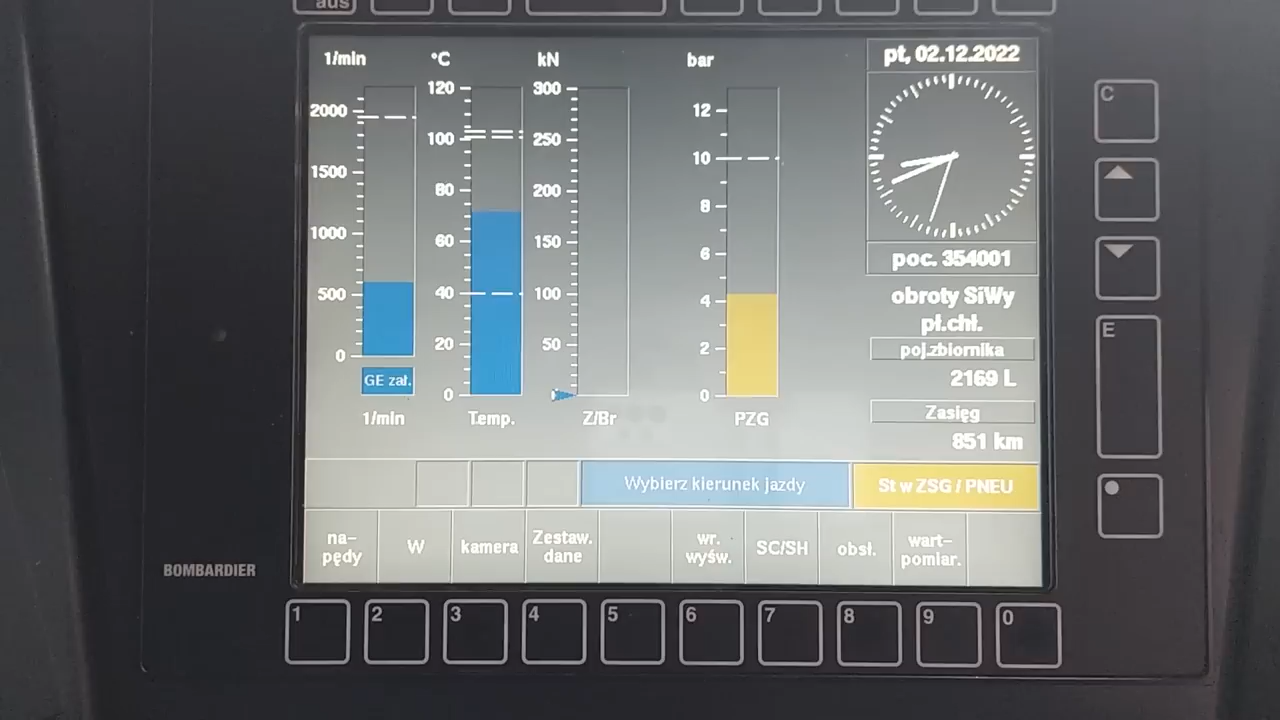 aus
1/min
°C
kN
bar
pt, 02.12.2022
2000
1500
1000
500
0
120
100
80
60
40
20
0
300
250
200
150
100
50
12
10
8
6
4
2
0
GE zał.
1/min
Temp.
Z/Br
PZG
poc. 354001
obroty SiWy
pł.chł.
poj.zbiornika
2169 L
Zasięg
851 km
Wybierz kierunek jazdy
St w ZSG / PNEU
na-
pędy
W
kamera
Zestaw.
dane
wr.
wyśw.
SC/SH
obsł.
wart-
pomiar.
BOMBARDIER
1
2
3
4
5
6
7
8
9
0
C
E